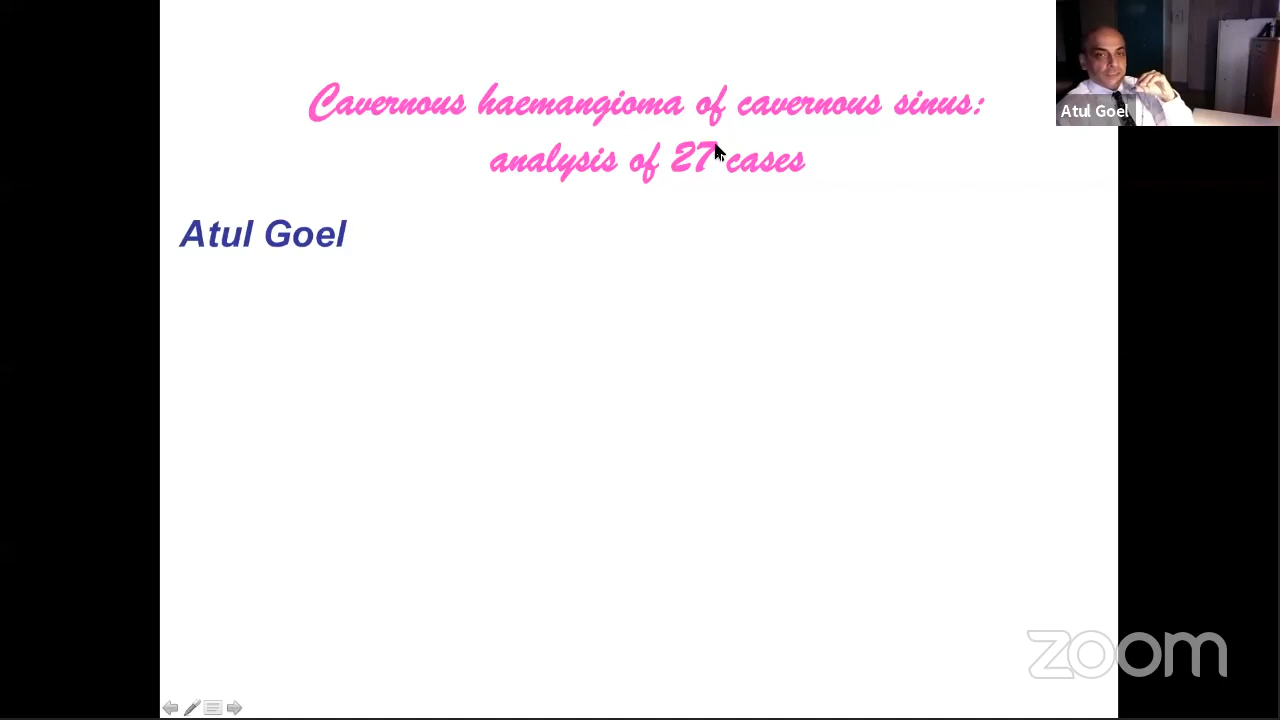 Cavernous haemangioma of cavernous sinus:
analysis of 27 cases
Atul Goel
Atul Goel
zoom